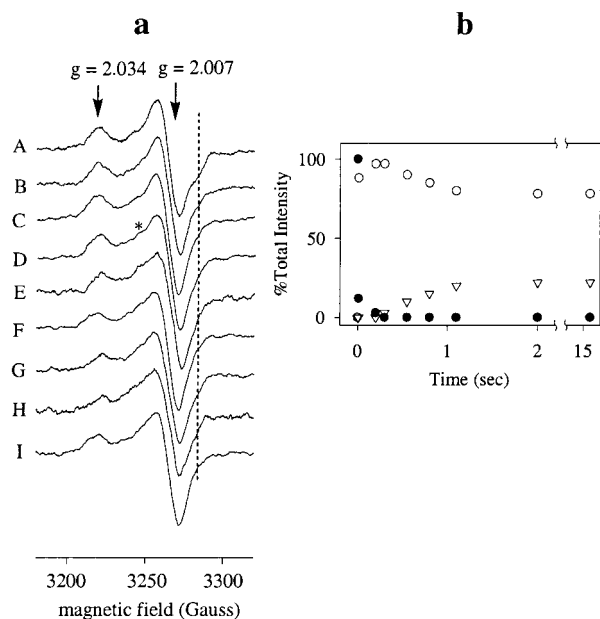 a
b
g = 2.034
g = 2.007
A
B
C
D
E
F
G
H
I
*
3200
3250
3300
magnetic field (Gauss)
%Total Intensity
100
50
0
0
1
2
15
Time (sec)